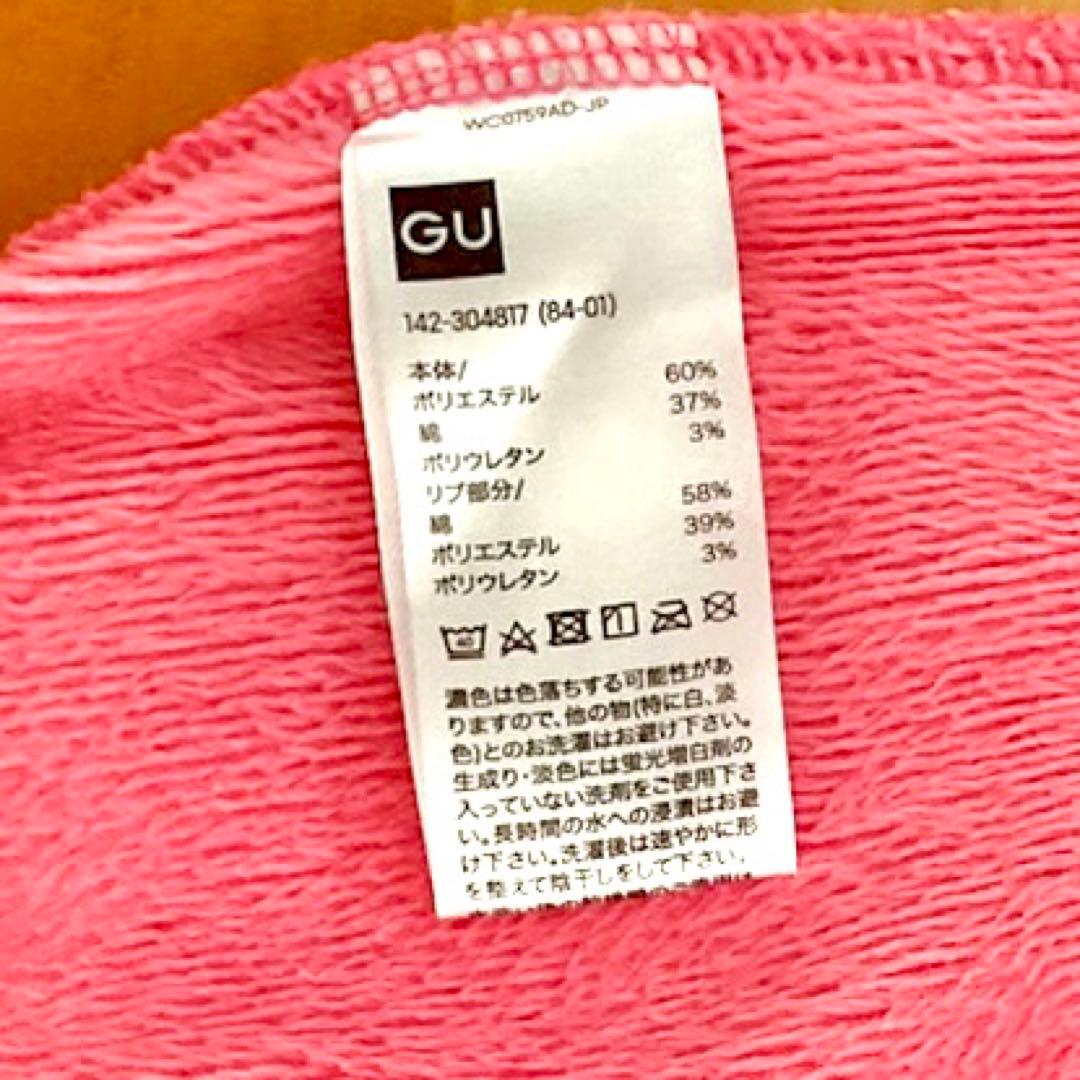 WC0759AD-JP
GU
142-304817 (84-01)
本体/
ポリエステル 60%
綿 37%
ポリウレタン 3%
リブ部分/
綿 58%
ポリエステル 39%
ポリウレタン 3%
40
濃色は色落ちする可能性があ
りますので、他の物(特に白、淡
色)とのお洗濯はお避け下さい。
生成り・淡色には蛍光増白剤の
入っていない洗剤をご使用下さ
い。長時間の水への浸漬はお避
け下さい。洗濯後は速やかに形
を整えて陰干しをして下さい。